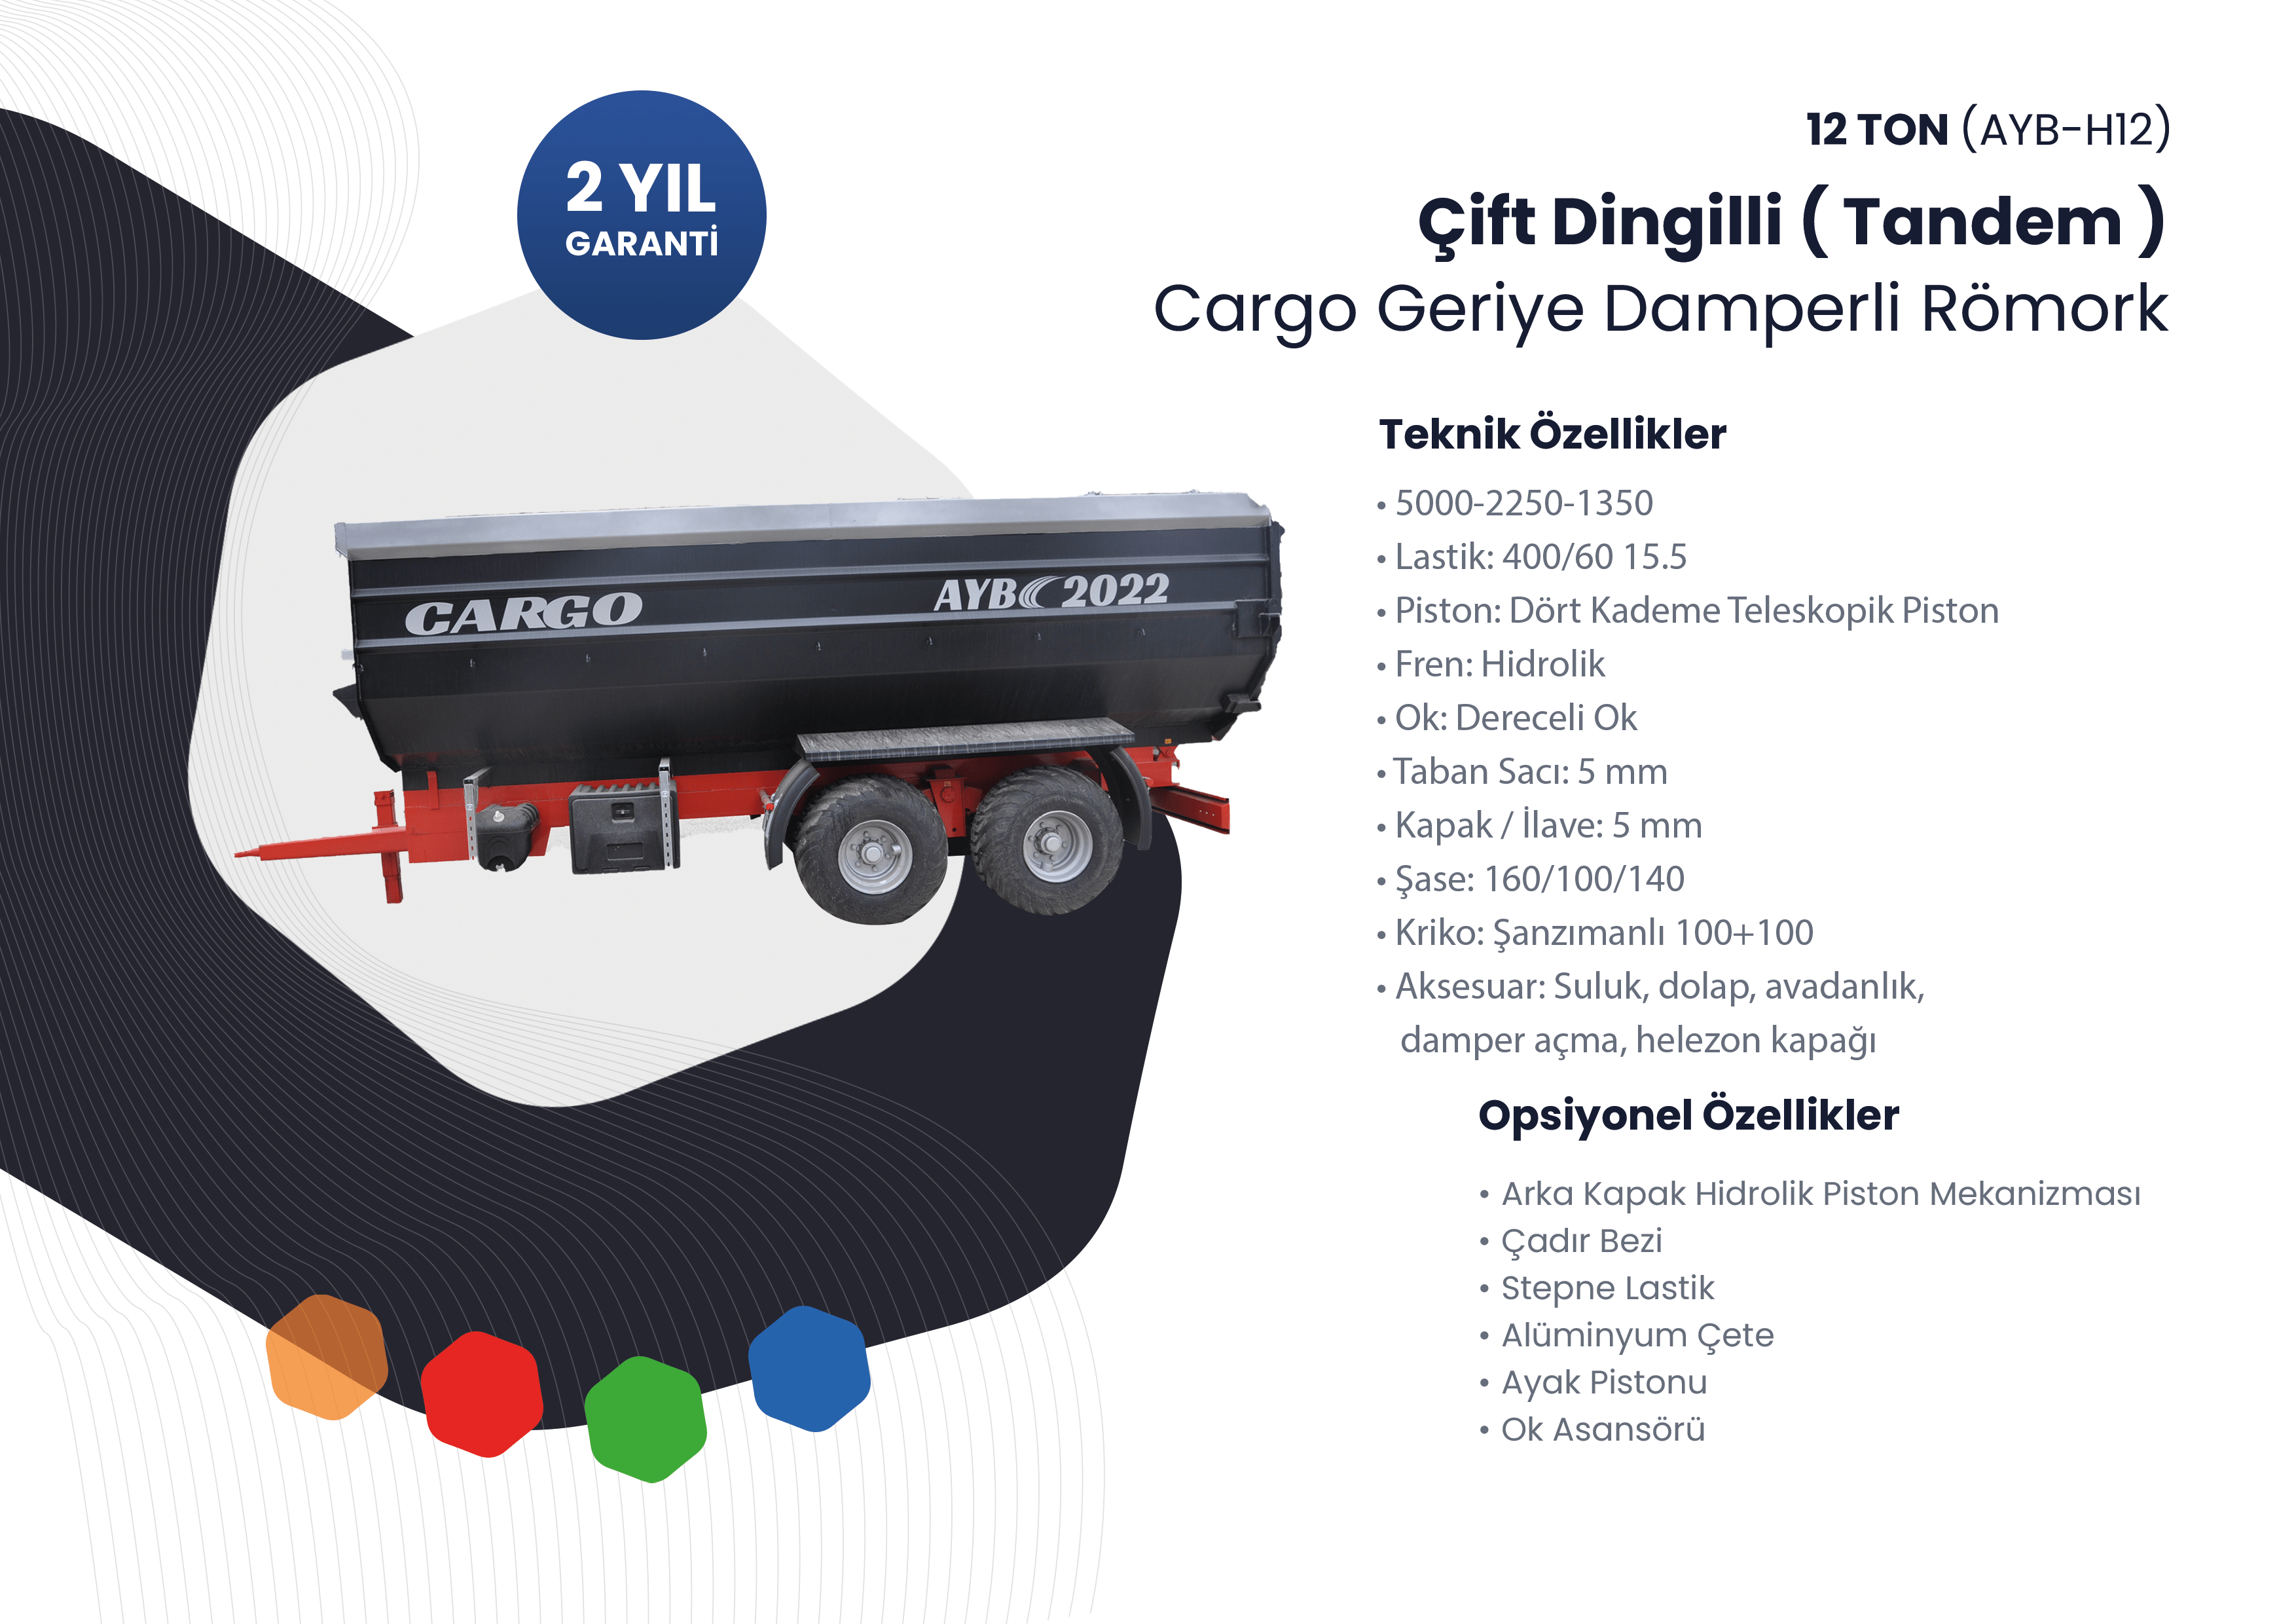 2 YIL
GARANTİ
12 TON (AYB-H12)
Çift Dingilli ( Tandem )
Cargo Geriye Damperli Römork
CARGO
AYB 2022
Teknik Özellikler
• 5000-2250-1350
• Lastik: 400/60 15.5
• Piston: Dört Kademe Teleskopik Piston
• Fren: Hidrolik
• Ok: Dereceli Ok
• Taban Sacı: 5 mm
• Kapak / İlave: 5 mm
• Şase: 160/100/140
• Kriko: Şanzımanlı 100+100
• Aksesuar: Suluk, dolap, avadanlık,
damper açma, helezon kapağı
Opsiyonel Özellikler
• Arka Kapak Hidrolik Piston Mekanizması
• Çadır Bezi
• Stepne Lastik
• Alüminyum Çete
• Ayak Pistonu
• Ok Asansörü